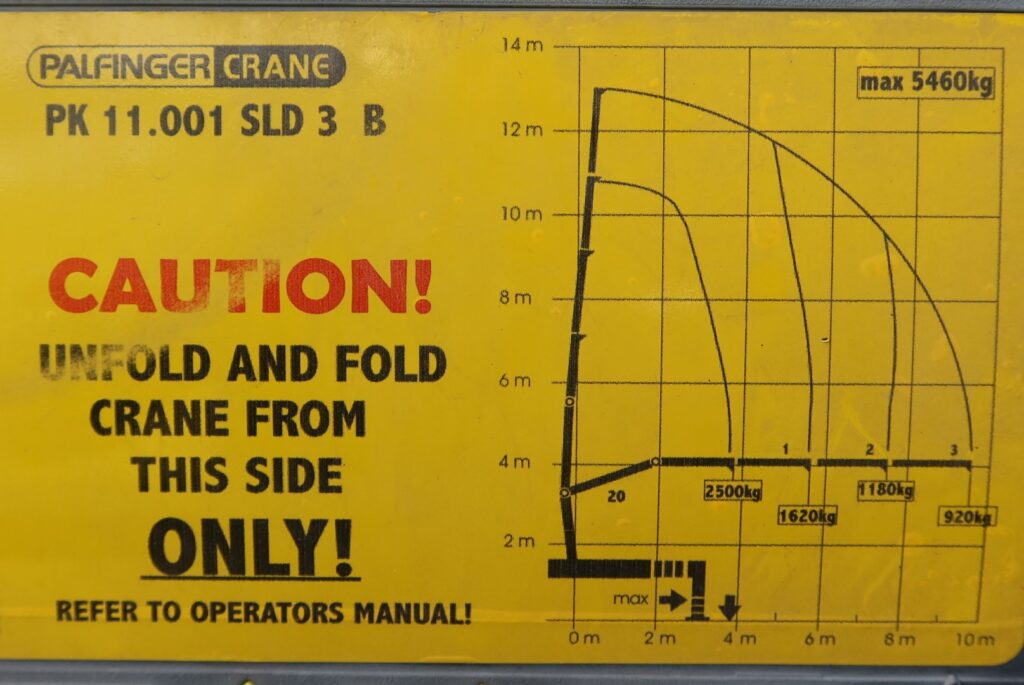 PALFINGER CRANE
PK 11.001 SLD 3 B
CAUTION!
UNFOLD AND FOLD
CRANE FROM
THIS SIDE
ONLY!
REFER TO OPERATORS MANUAL!
14 m
max 5460kg
12 m
10 m
8 m
6 m
4 m
1 2 3
20
2500kg
1180kg
1620kg
920kg
2 m
max
0 m 2 m 4 m 6 m 8 m 10 m